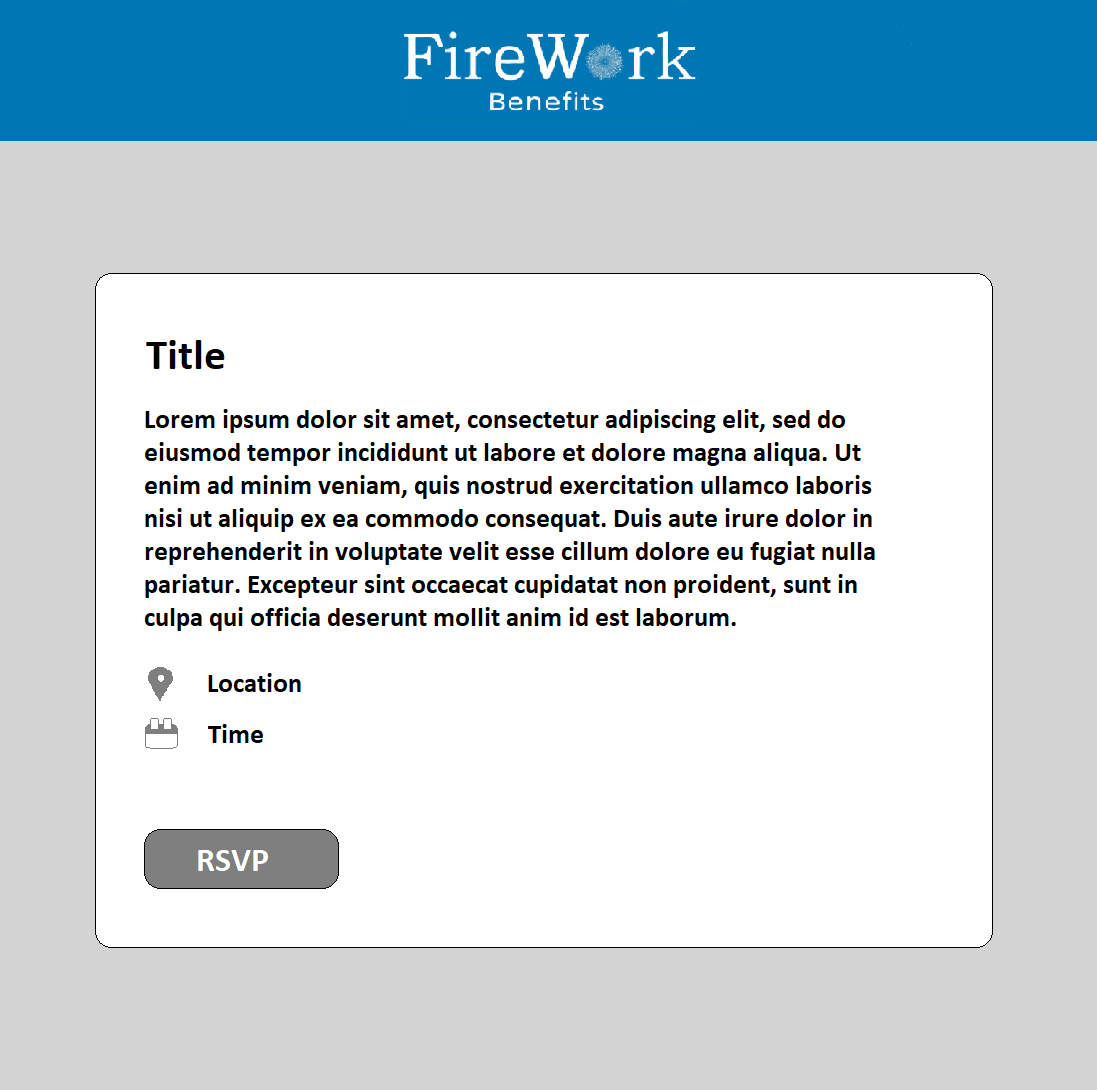 FireWork
Benefits
Title
Lorem ipsum dolor sit amet, consectetur adipiscing elit, sed do
eiusmod tempor incididunt ut labore et dolore magna aliqua. Ut
enim ad minim veniam, quis nostrud exercitation ullamco laboris
nisi ut aliquip ex ea commodo consequat. Duis aute irure dolor in
reprehenderit in voluptate velit esse cillum dolore eu fugiat nulla
pariatur. Excepteur sint occaecat cupidatat non proident, sunt in
culpa qui officia deserunt mollit anim id est laborum.
Location
Time
RSVP